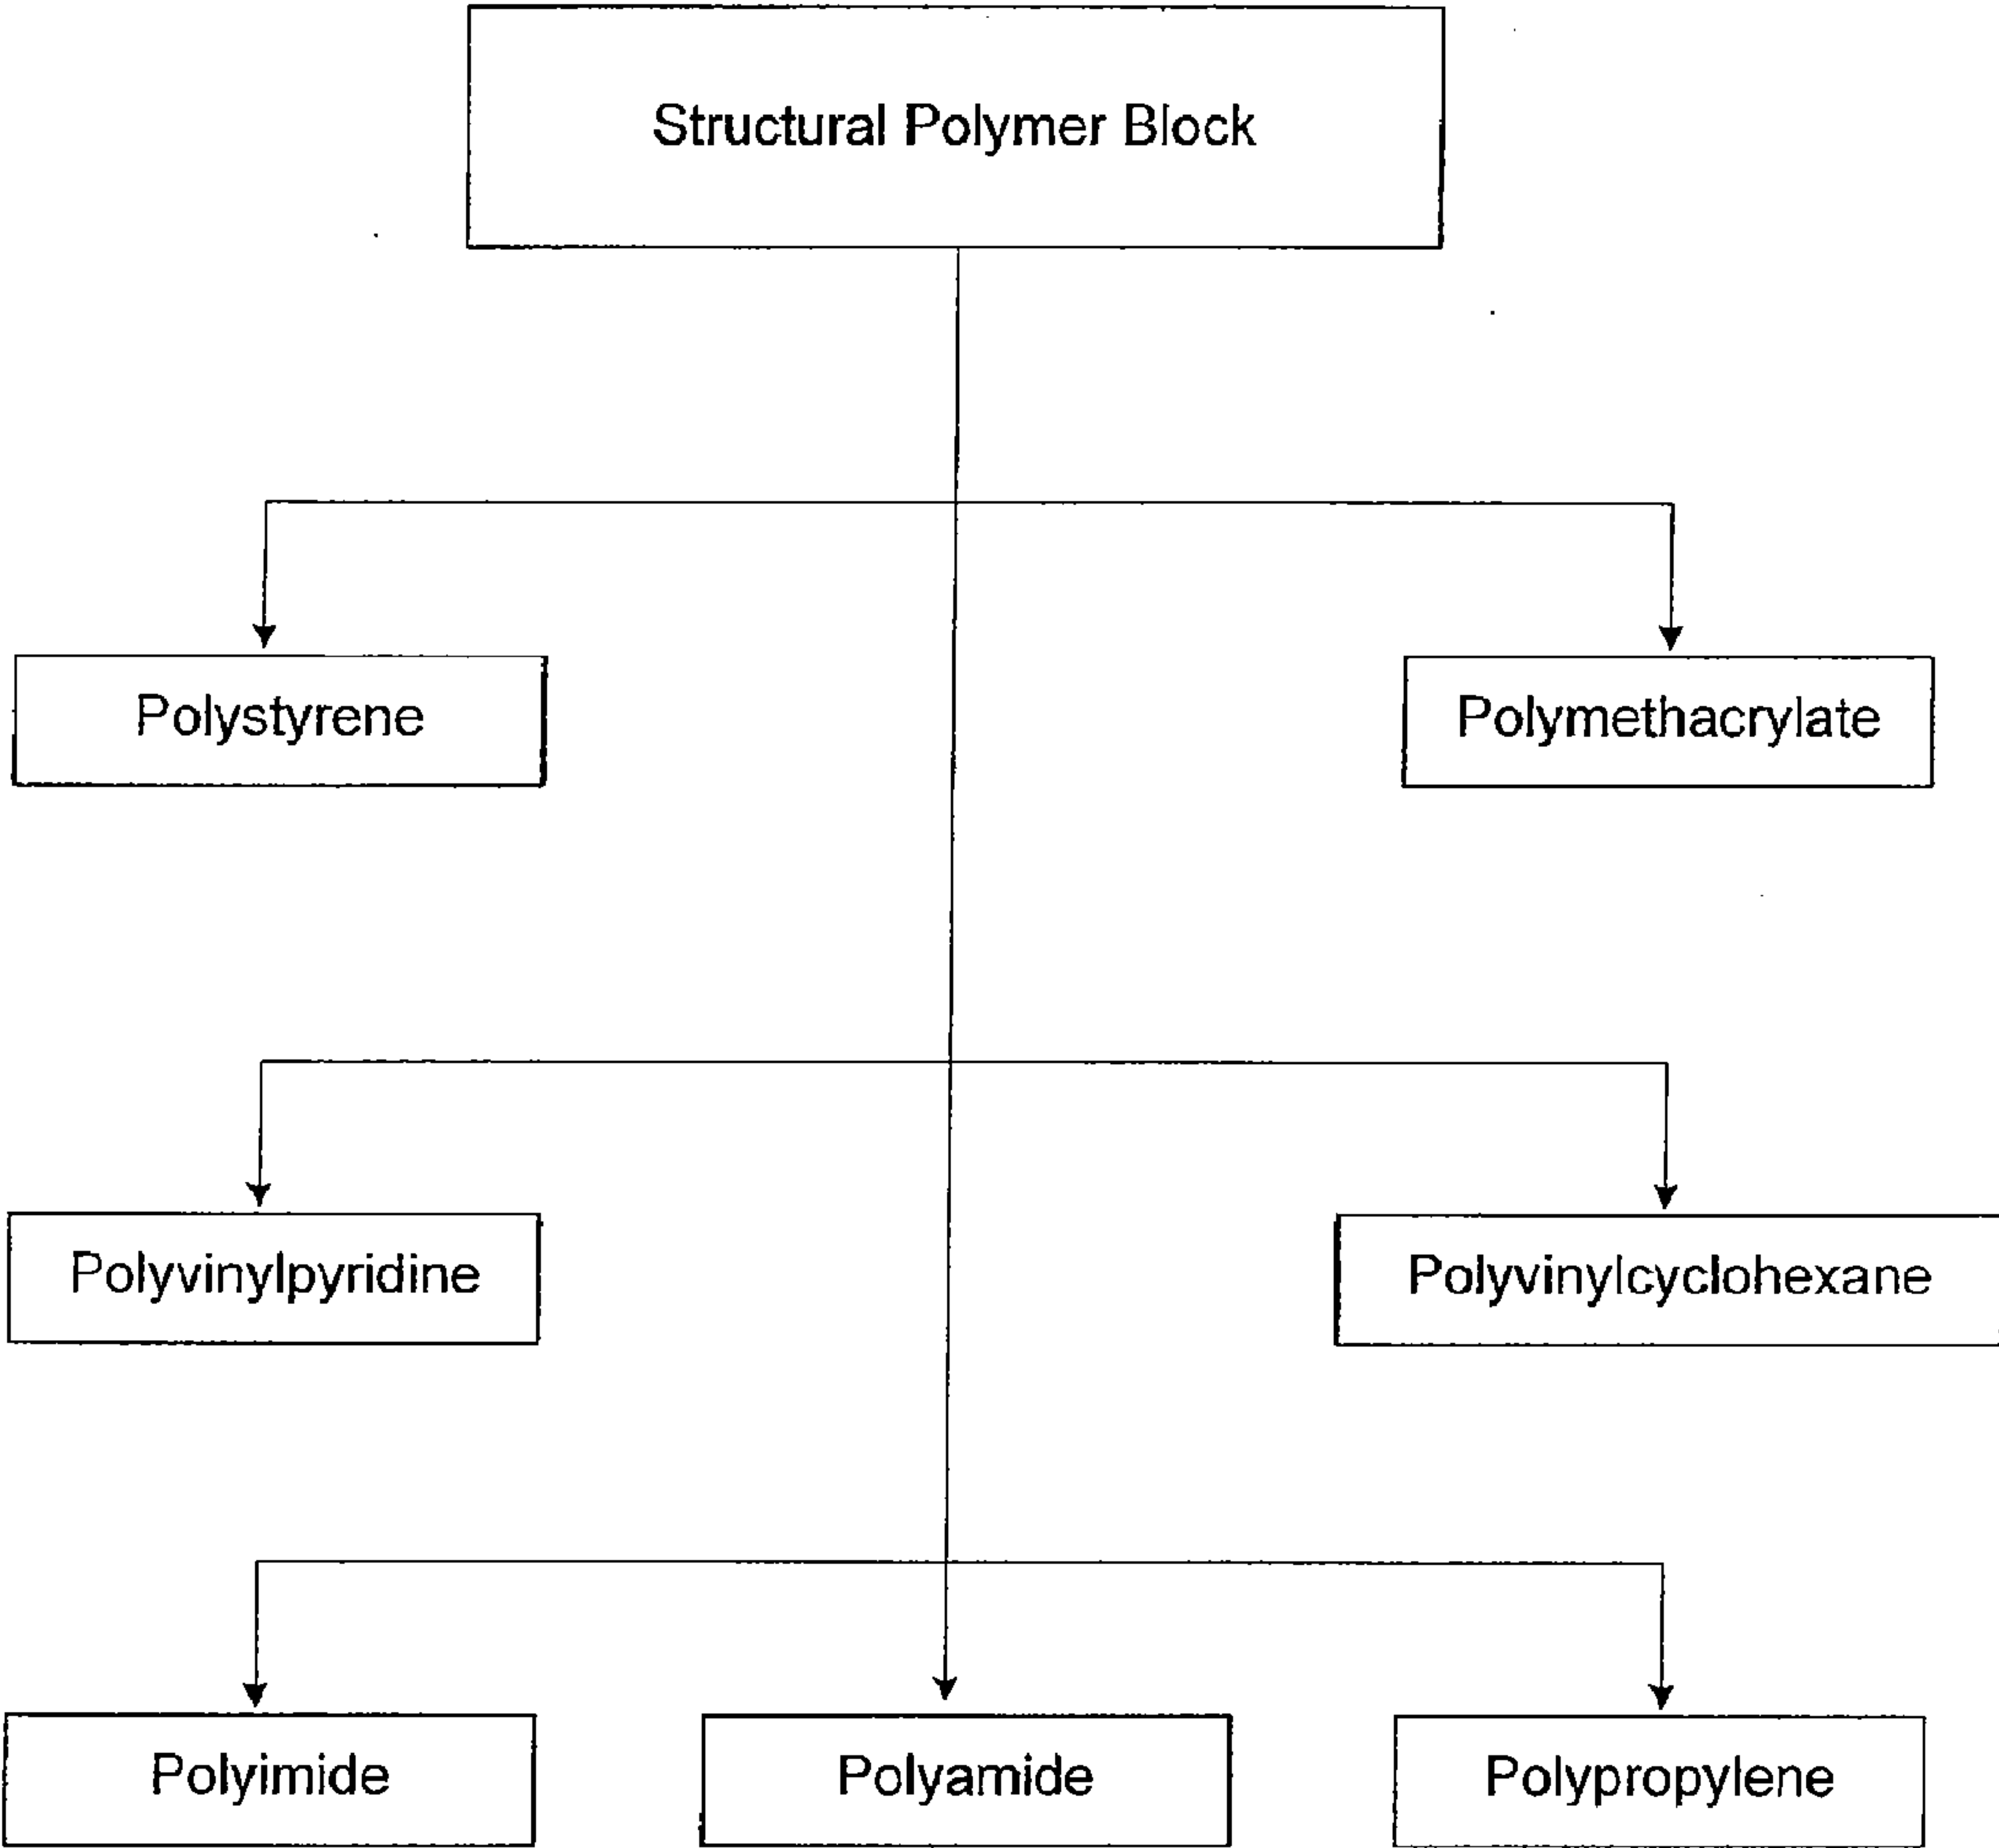 Structural Polymer Block
Polystyrene
Polymethacrylate
Polyvinylpyridine
Polyvinylcyclohexane
Polyimide
Polyamide
Polypropylene